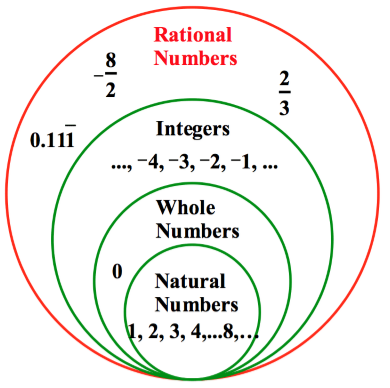 Rational
Numbers
−8/2
2/3
0.111̅
Integers
..., −4, −3, −2, −1, ...
Whole
Numbers
0
Natural
Numbers
1, 2, 3, 4,...8,...